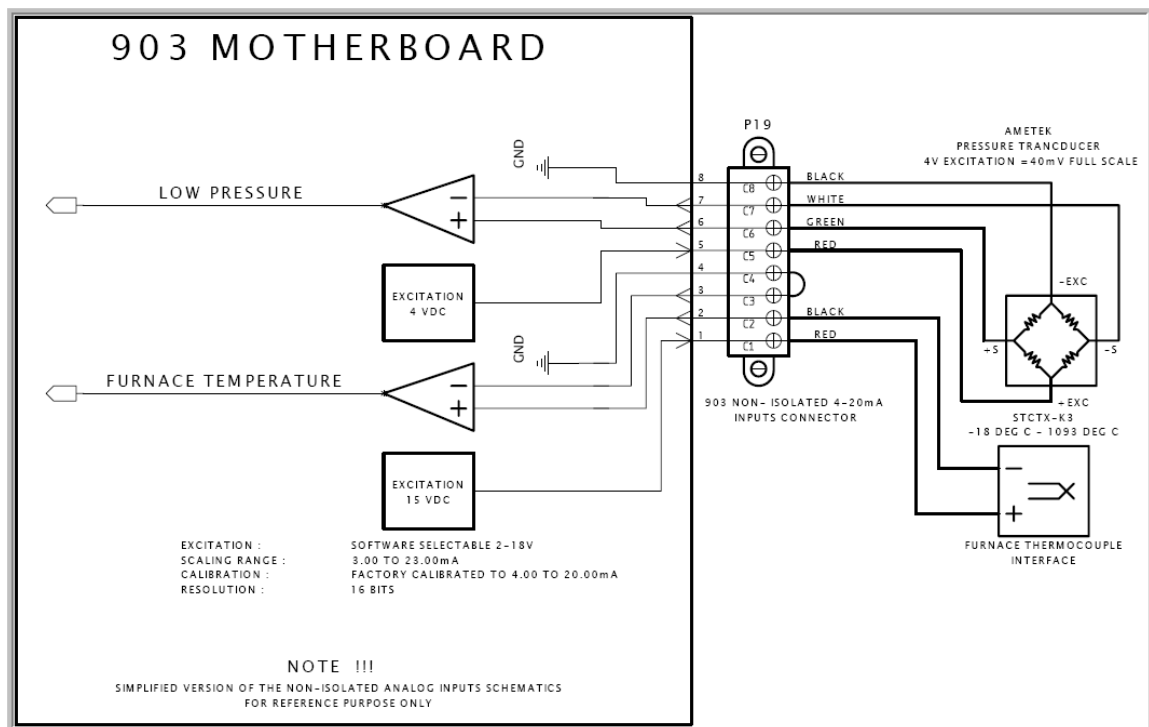 903 MOTHERBOARD
P19
AMETEK
PRESSURE TRANCDUCER
4V EXCITATION =40mV FULL SCALE
GND
LOW PRESSURE
8
7
6
5
4
3
2
1
C8
C7
C6
C5
C4
C3
C2
C1
BLACK
WHITE
GREEN
RED
BLACK
RED
EXCITATION
4 VDC
-EXC
+S
-S
+EXC
GND
FURNACE TEMPERATURE
903 NON- ISOLATED 4-20mA
INPUTS CONNECTOR
STCTX-K3
-18 DEG C - 1093 DEG C
EXCITATION
15 VDC
FURNACE THERMOCOUPLE
INTERFACE
EXCITATION : SOFTWARE SELECTABLE 2-18V
SCALING RANGE : 3.00 TO 23.00mA
CALIBRATION : FACTORY CALIBRATED TO 4.00 TO 20.00mA
RESOLUTION : 16 BITS
NOTE !!!
SIMPLIFIED VERSION OF THE NON-ISOLATED ANALOG INPUTS SCHEMATICS
FOR REFERENCE PURPOSE ONLY